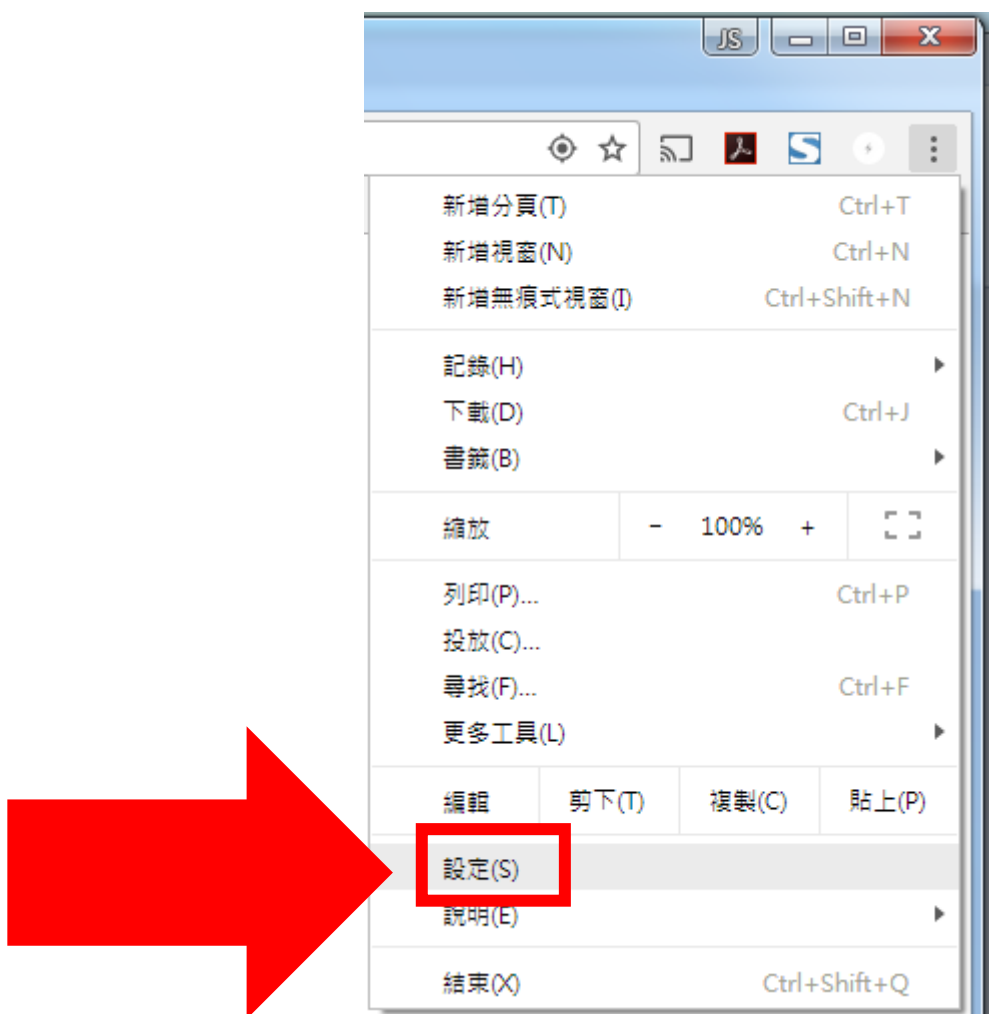 JS
新增分頁(T) Ctrl+T
新增視窗(N) Ctrl+N
新增無痕式視窗(I) Ctrl+Shift+N
記錄(H)
下載(D) Ctrl+J
書籤(B)
縮放 - 100% +
列印(P)... Ctrl+P
投放(C)...
尋找(F)... Ctrl+F
更多工具(L)
編輯 剪下(T) 複製(C) 貼上(P)
設定(S)
說明(E)
結束(X) Ctrl+Shift+Q